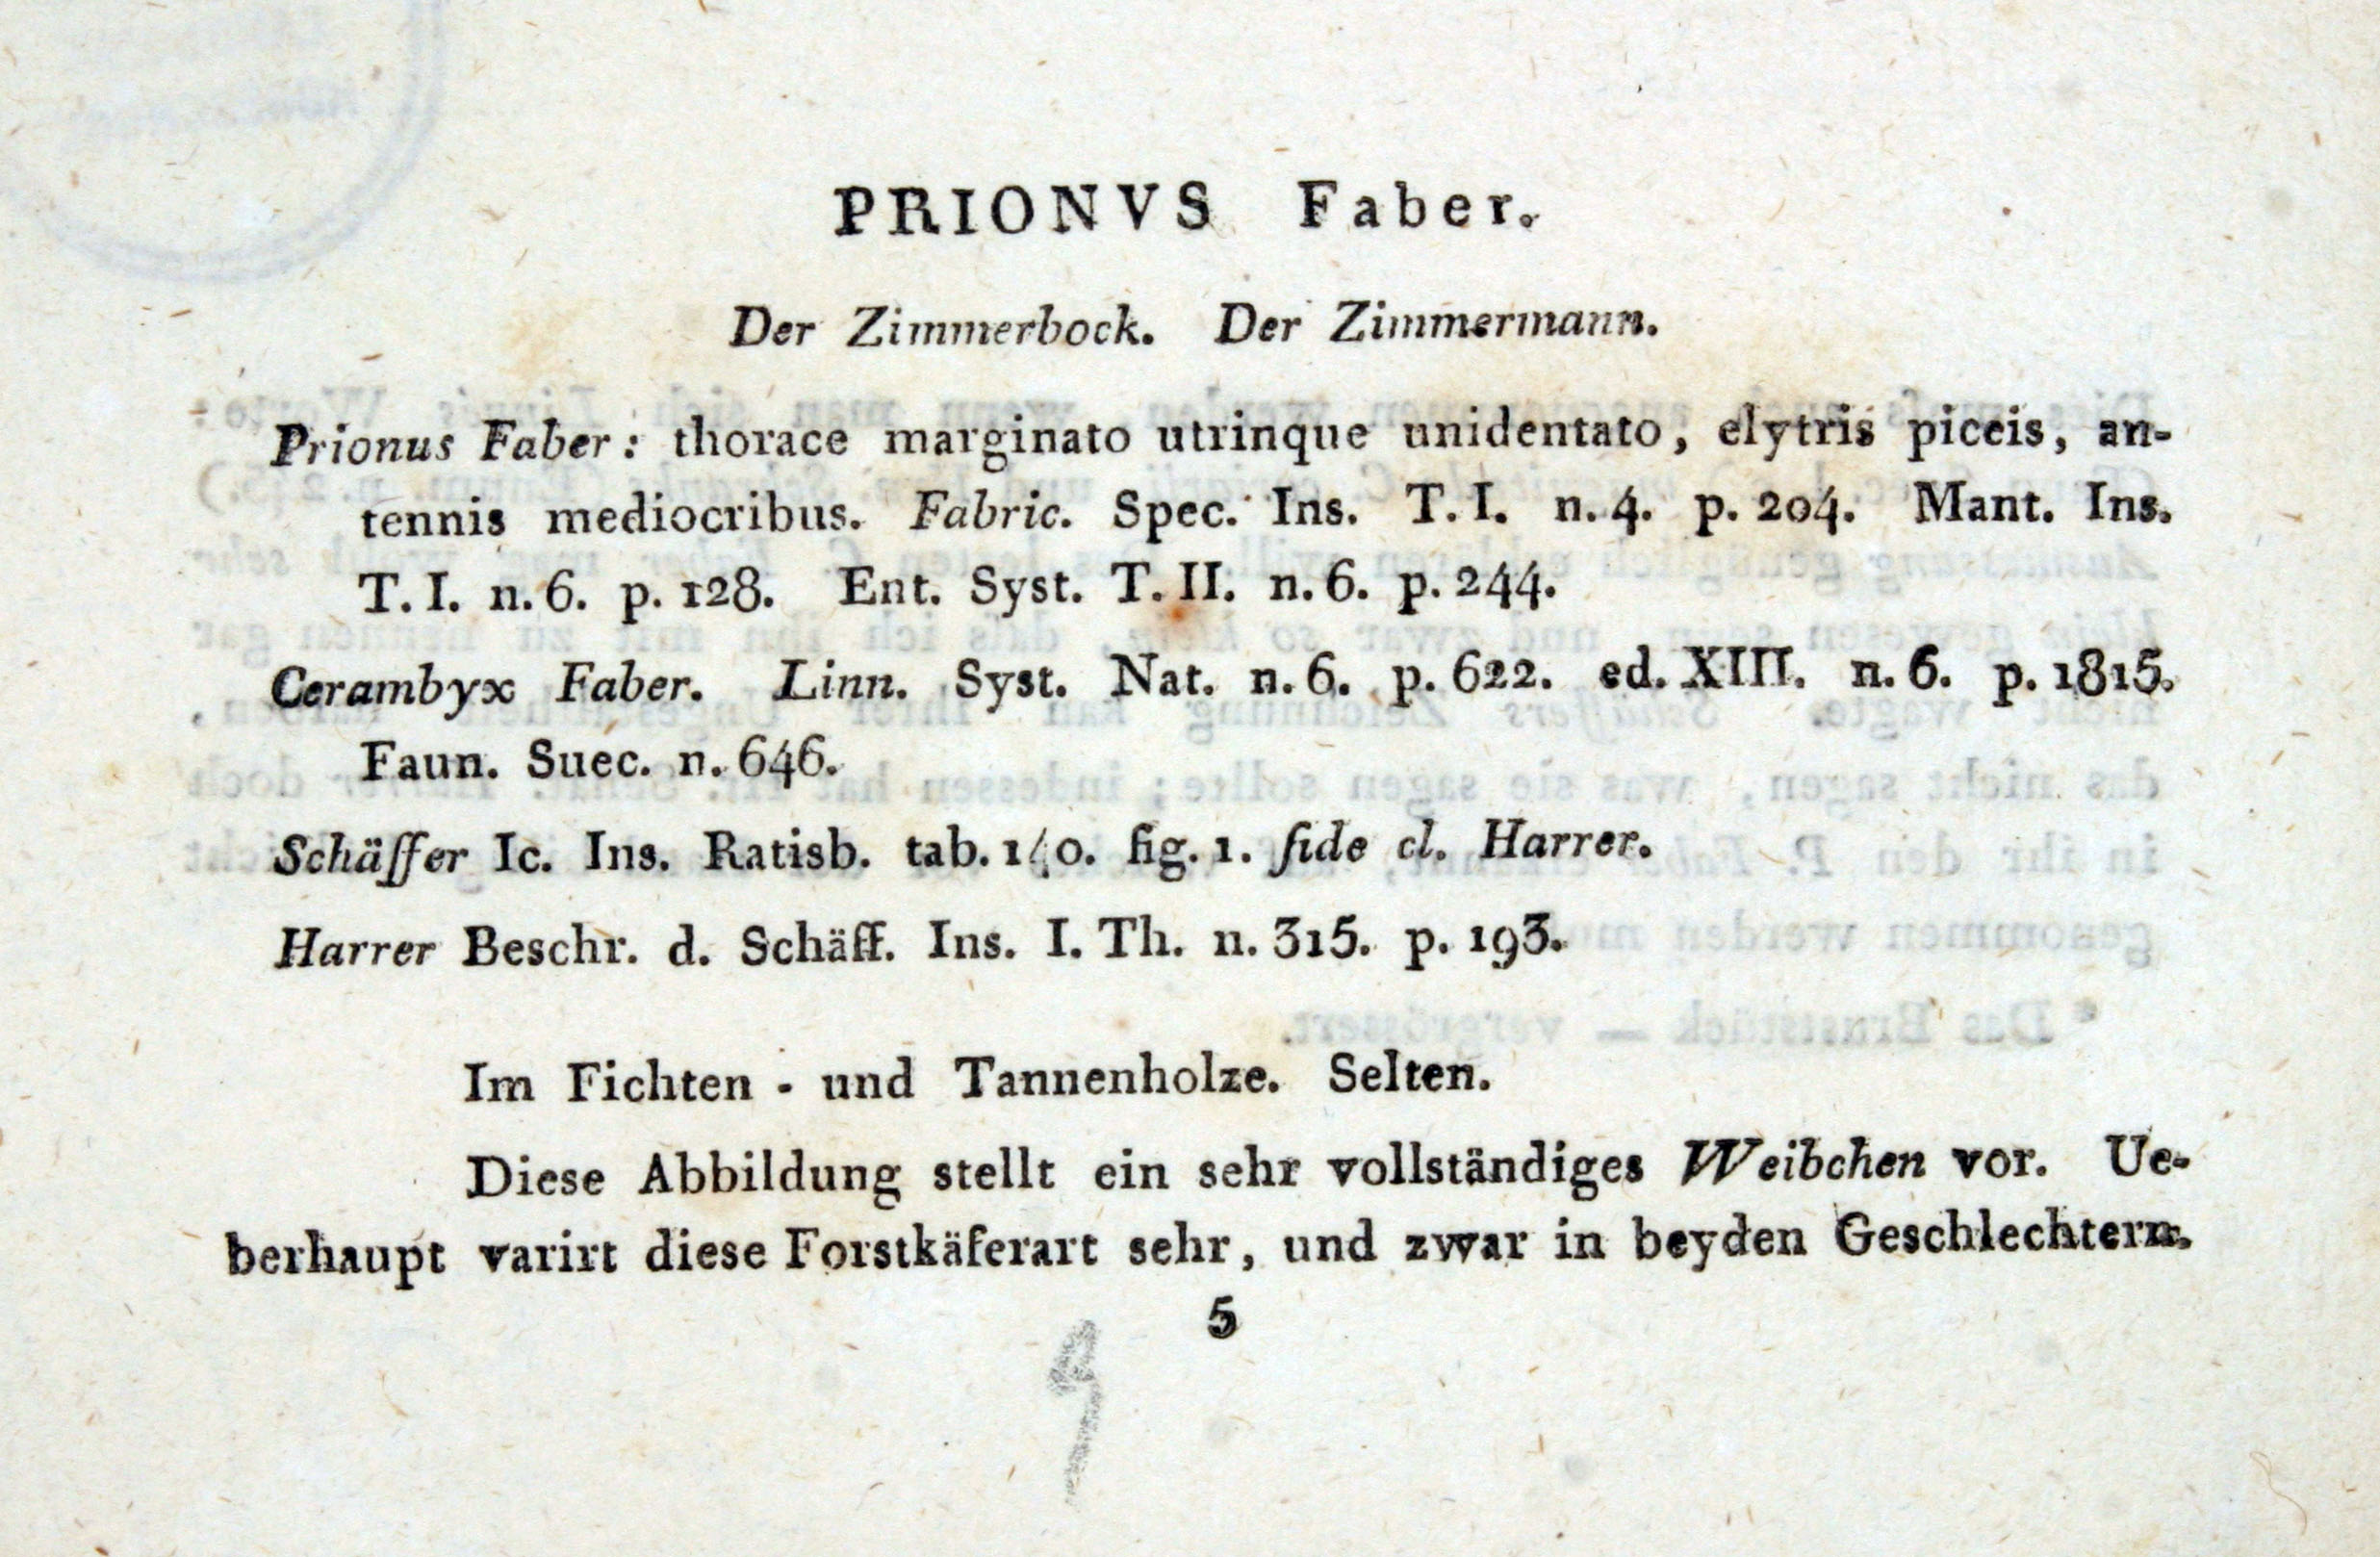 PRIONVS Faber.
Der Zimmerbock. Der Zimmermann.
Prionus Faber: thorace marginato utrinque unidentato, elytris piceis, an-
tennis mediocribus. Fabric. Spec. Ins. T. I. n. 4. p. 204. Mant. Ins.
T. I. n. 6. p. 128. Ent. Syst. T. II. n. 6. p. 244.
Cerambyx Faber. Linn. Syst. Nat. n. 6. p. 622. ed. XIII. n. 6. p. 1815.
Faun. Suec. n. 646.
Schäffer Ic. Ins. Ratisb. tab. 140. fig. 1. fide cl. Harrer.
Harrer Beschr. d. Schäff. Ins. I. Th. n. 315. p. 193.
Im Fichten - und Tannenholze. Selten.
Diese Abbildung stellt ein sehr vollständiges Weibchen vor. Ue-
berhaupt varirt diese Forstkäferart sehr, und zwar in beyden Geschlechtern.
5
9